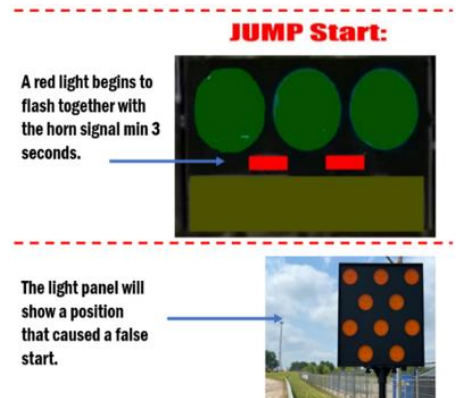 JUMP Start:
A red light begins to
flash together with
the horn signal min 3
seconds.
The light panel will
show a position
that caused a false
start.